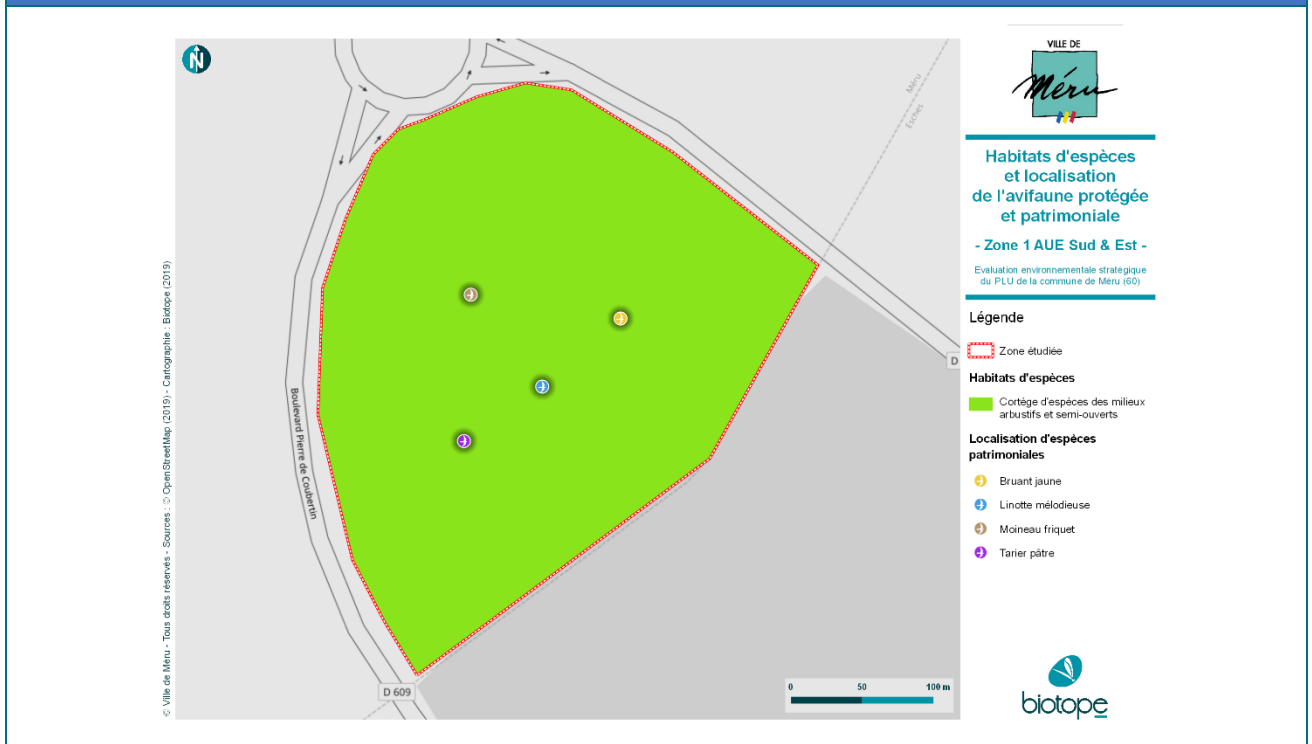 N
Méru
Esches
Boulevard Pierre de Coubertin
D 609
D
0 50 100 m
© Ville de Méru - Tous droits réservés - Sources : © OpenStreetMap (2019) - Cartographie : Biotope (2019)
VILLE DE
Méru
Habitats d'espèces
et localisation
de l'avifaune protégée
et patrimoniale
- Zone 1 AUE Sud & Est -
Evaluation environnementale stratégique
du PLU de la commune de Méru (60)
Légende
Zone étudiée
Habitats d'espèces
Cortège d'espèces des milieux
arbustifs et semi-ouverts
Localisation d'espèces
patrimoniales
Bruant jaune
Linotte mélodieuse
Moineau friquet
Tarier pâtre
biotope